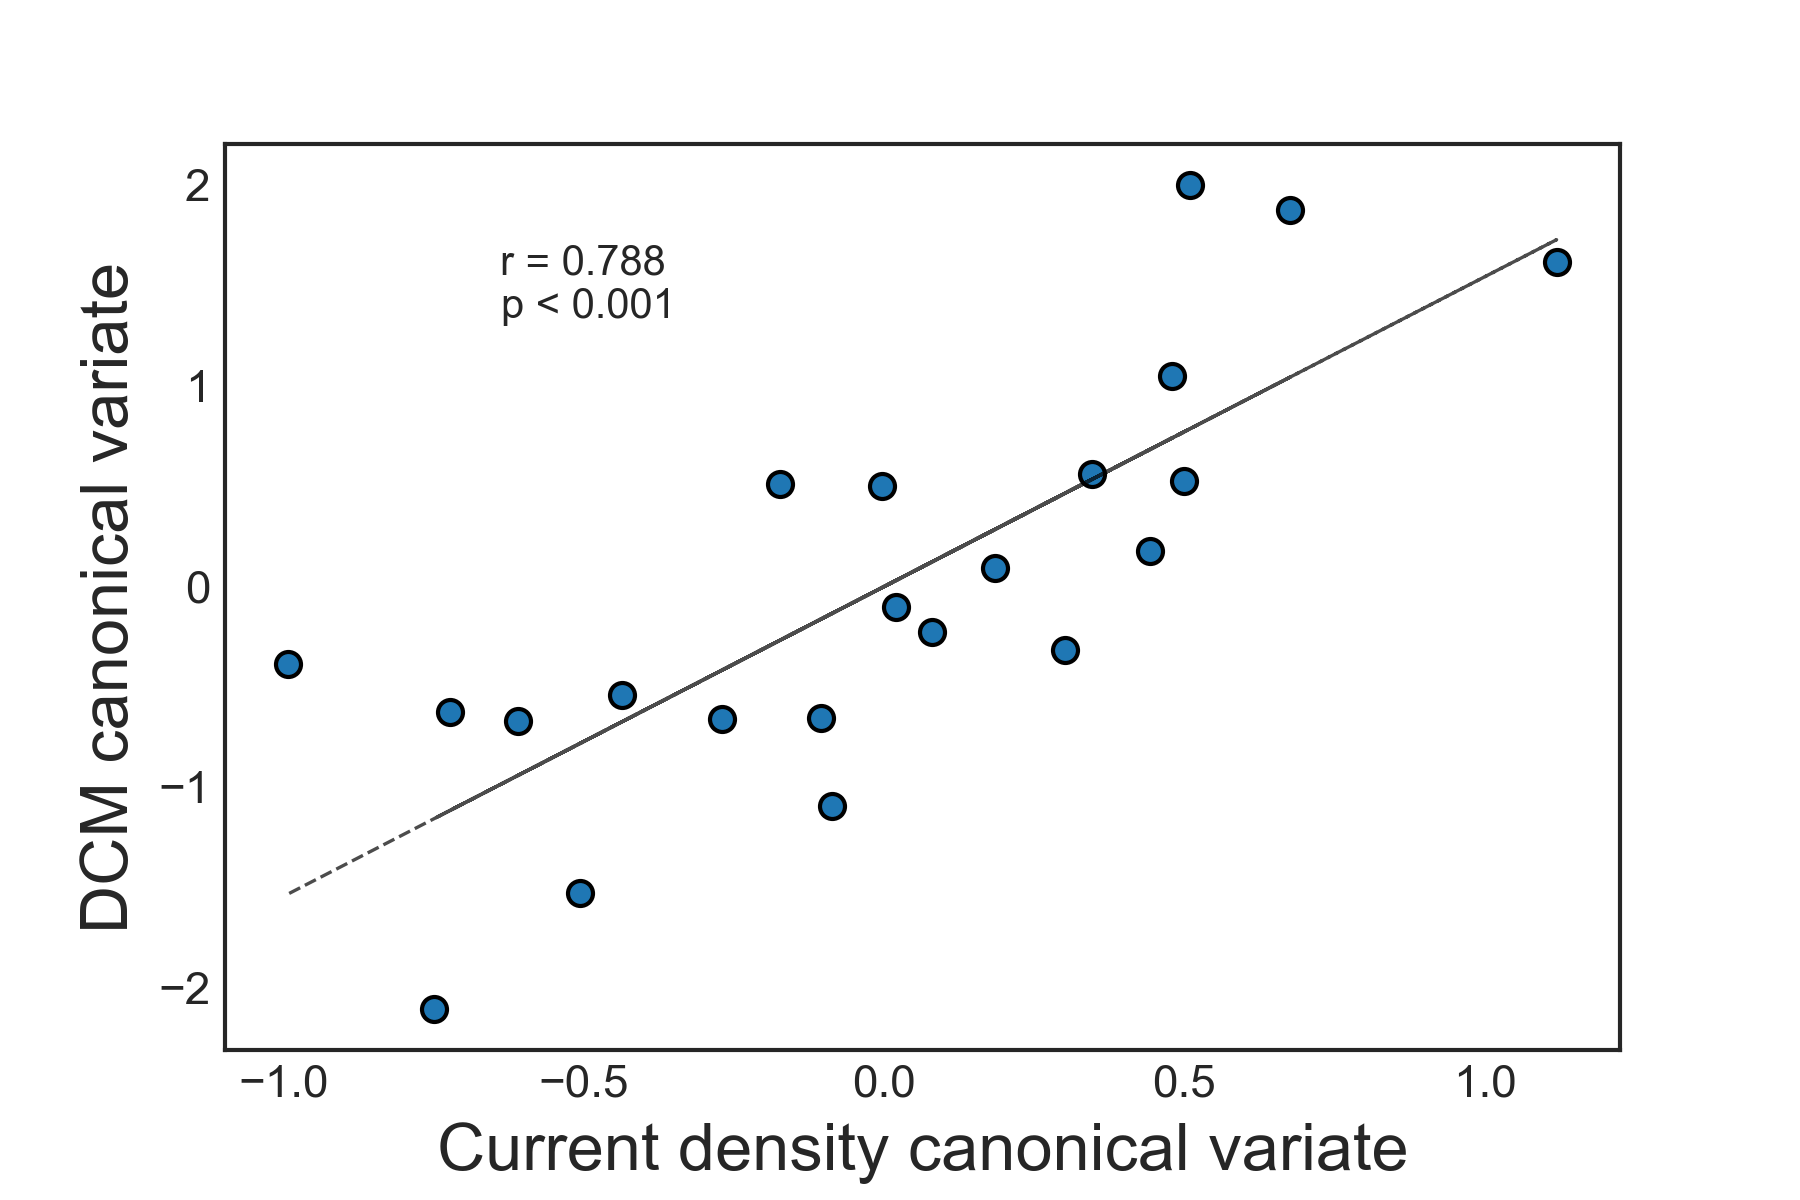 r = 0.788
p < 0.001
DCM canonical variate
2
1
0
−1
−2
−1.0 −0.5 0.0 0.5 1.0
Current density canonical variate